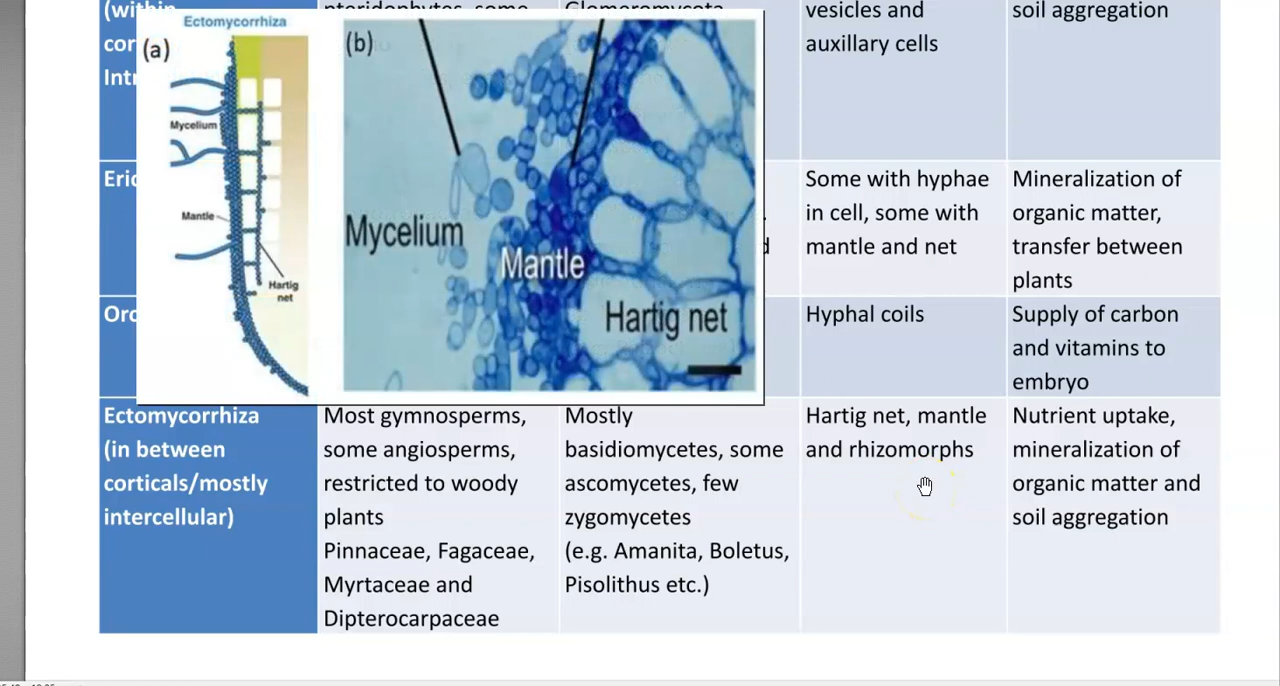 (within
cor
Intr
pteridophytes, some
Glomeromycota
vesicles and
auxillary cells
soil aggregation
Ectomycorrhiza
(a)
Mycelium
Mantle
Hartig
net
(b)
Mycelium
Mantle
Hartig net
Eric
d
Some with hyphae
in cell, some with
mantle and net
Mineralization of
organic matter,
transfer between
plants
Orc
Hyphal coils
Supply of carbon
and vitamins to
embryo
Ectomycorrhiza
(in between
corticals/mostly
intercellular)
Most gymnosperms,
some angiosperms,
restricted to woody
plants
Pinnaceae, Fagaceae,
Myrtaceae and
Dipterocarpaceae
Mostly
basidiomycetes, some
ascomycetes, few
zygomycetes
(e.g. Amanita, Boletus,
Pisolithus etc.)
Hartig net, mantle
and rhizomorphs
Nutrient uptake,
mineralization of
organic matter and
soil aggregation